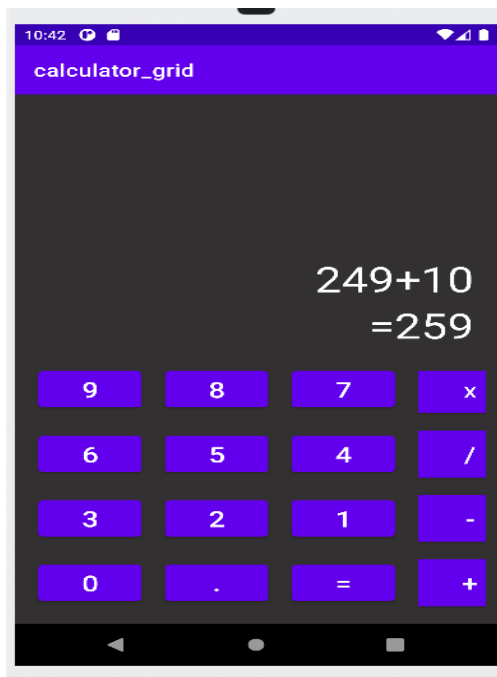 10:42
calculator_grid
249+10
=259
9 8 7 x
6 5 4 /
3 2 1 -
0 . = +